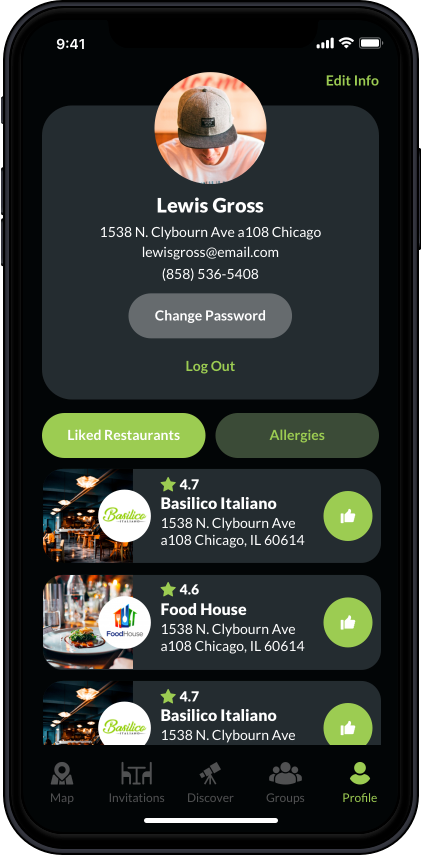 9:41
Edit Info
Lewis Gross
1538 N. Clybourn Ave a108 Chicago
lewisgross@email.com
(858) 536-5408
Change Password
Log Out
Liked Restaurants
Allergies
4.7
Basilico Italiano
1538 N. Clybourn Ave
a108 Chicago, IL 60614
Basilico
ITALIANO
4.6
Food House
1538 N. Clybourn Ave
a108 Chicago, IL 60614
FoodHouse
4.7
Basilico Italiano
1538 N. Clybourn Ave
Basilico
ITALIANO
Map
Invitations
Discover
Groups
Profile